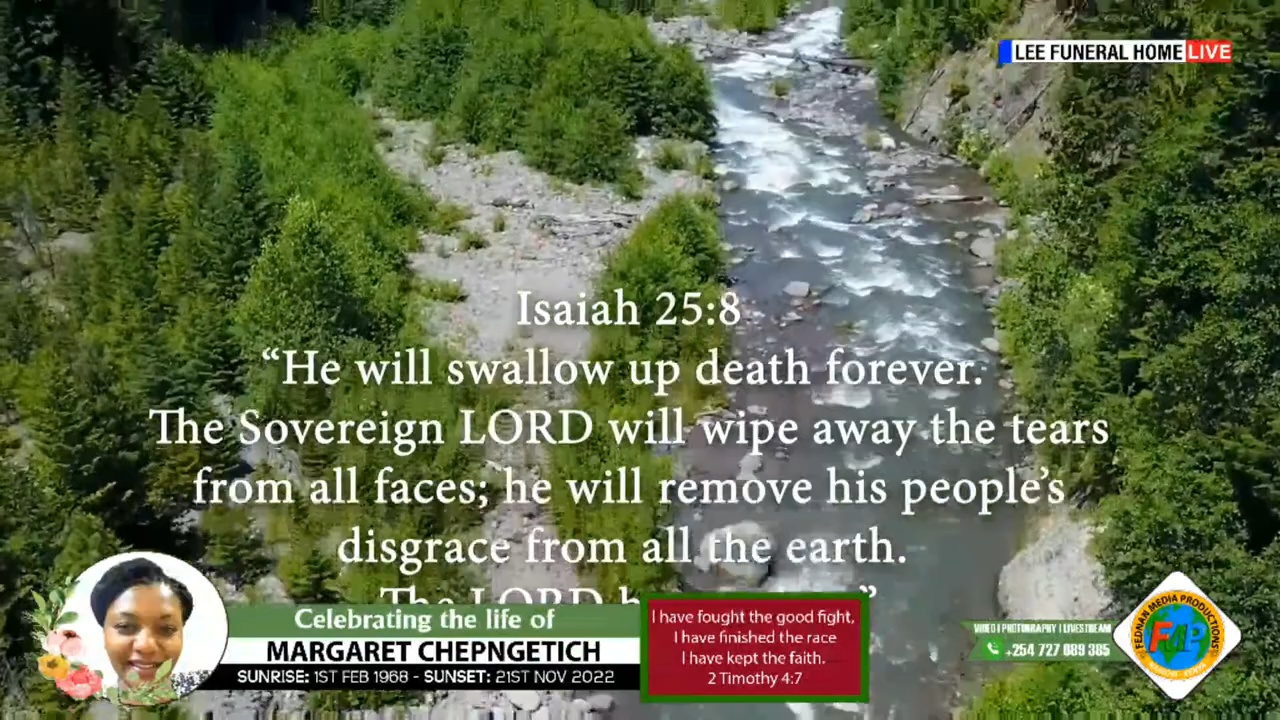 LEE FUNERAL HOME LIVE
Isaiah 25:8
“He will swallow up death forever.
The Sovereign LORD will wipe away the tears
from all faces; he will remove his people’s
disgrace from all the earth.
The LORD
Celebrating the life of
MARGARET CHEPNGETICH
SUNRISE: 1ST FEB 1968 - SUNSET: 21ST NOV 2022
I have fought the good fight,
I have finished the race
I have kept the faith.
2 Timothy 4:7
VIDEO | PHOTOGRAPHY | LIVESTREAM
+254 727 089 385
FEDNAN MEDIA PRODUCTIONS
FMP